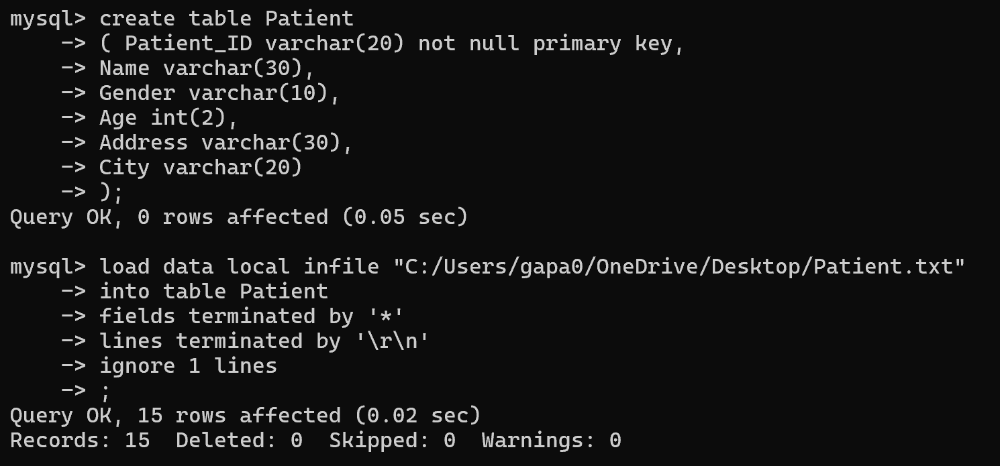 mysql> create table Patient
    -> ( Patient_ID varchar(20) not null primary key,
    -> Name varchar(30),
    -> Gender varchar(10),
    -> Age int(2),
    -> Address varchar(30),
    -> City varchar(20)
    -> );
Query OK, 0 rows affected (0.05 sec)

mysql> load data local infile "C:/Users/gapa0/OneDrive/Desktop/Patient.txt"
    -> into table Patient
    -> fields terminated by '*'
    -> lines terminated by '\r\n'
    -> ignore 1 lines
    -> ;
Query OK, 15 rows affected (0.02 sec)
Records: 15  Deleted: 0  Skipped: 0  Warnings: 0